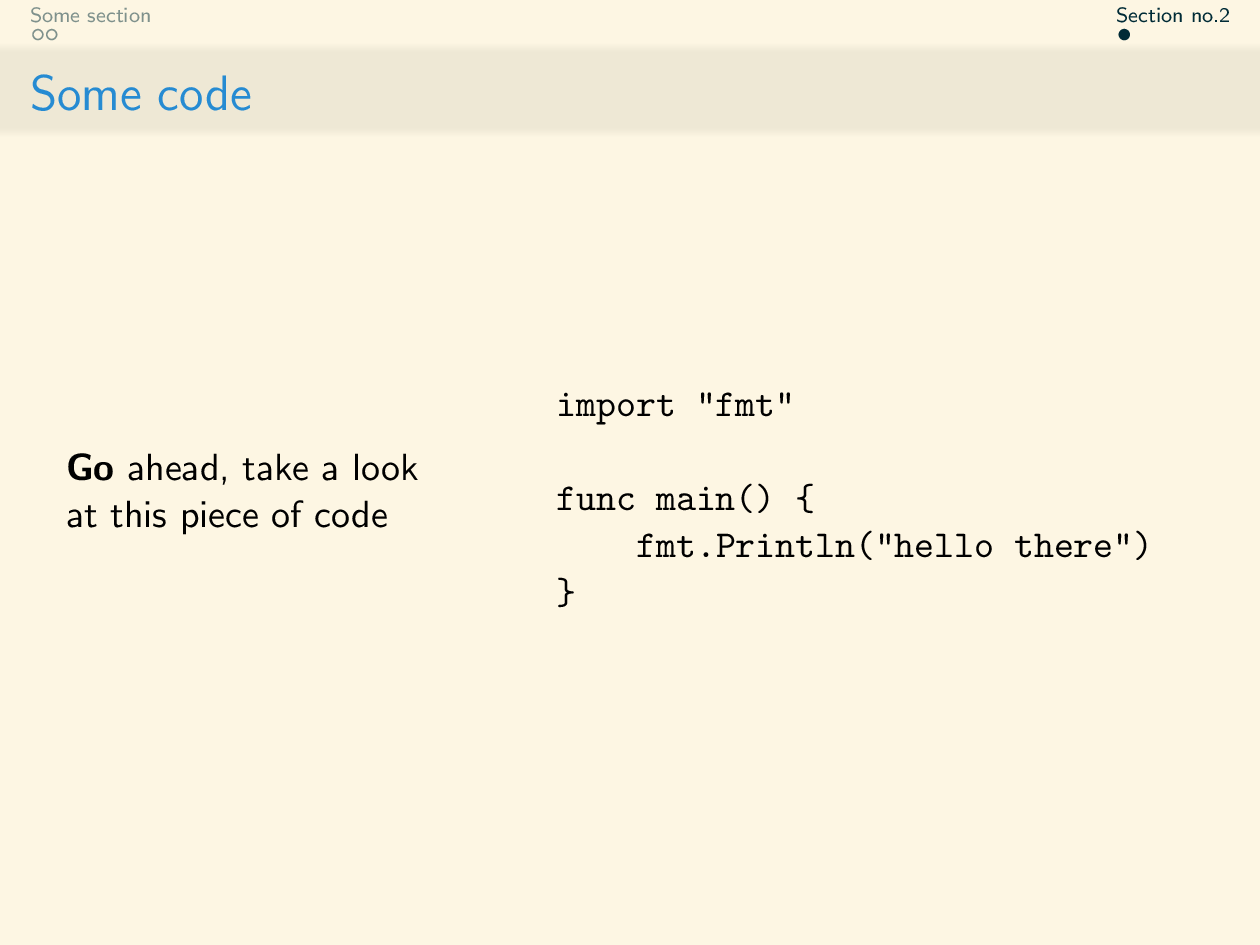 Some section
Section no.2
Some code
Go ahead, take a look
at this piece of code
import "fmt"

func main() {
    fmt.Println("hello there")
}